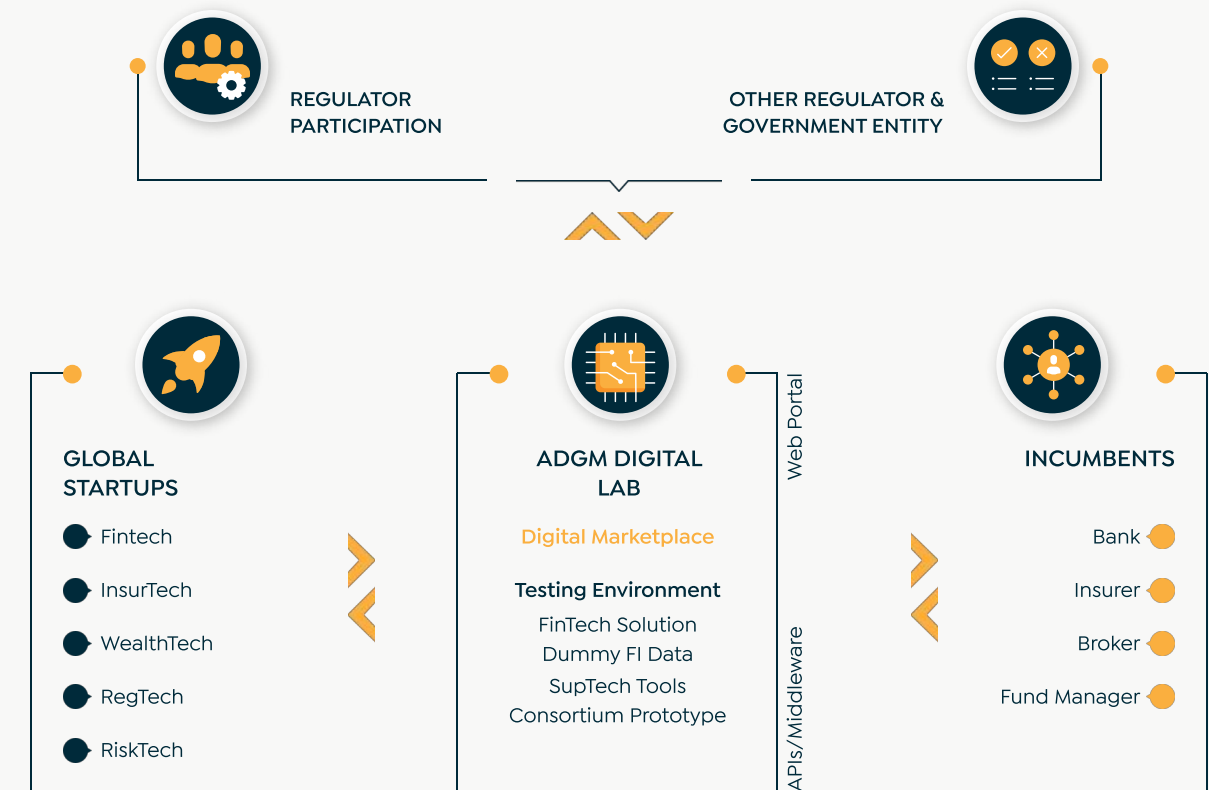 REGULATOR
PARTICIPATION
OTHER REGULATOR &
GOVERNMENT ENTITY
GLOBAL
STARTUPS
Fintech
InsurTech
WealthTech
RegTech
RiskTech
ADGM DIGITAL
LAB
Digital Marketplace
Testing Environment
FinTech Solution
Dummy FI Data
SupTech Tools
Consortium Prototype
Web Portal
APIs/Middleware
INCUMBENTS
Bank
Insurer
Broker
Fund Manager